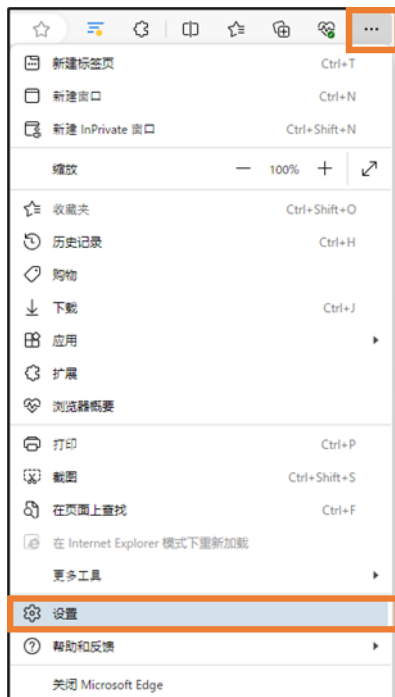 新建标签页 Ctrl+T
新建窗口 Ctrl+N
新建 InPrivate 窗口 Ctrl+Shift+N
缩放 — 100% +
收藏夹 Ctrl+Shift+O
历史记录 Ctrl+H
购物
下载 Ctrl+J
应用
扩展
浏览器概要
打印 Ctrl+P
截图 Ctrl+Shift+S
在页面上查找 Ctrl+F
在 Internet Explorer 模式下重新加载
更多工具
设置
帮助和反馈
关闭 Microsoft Edge